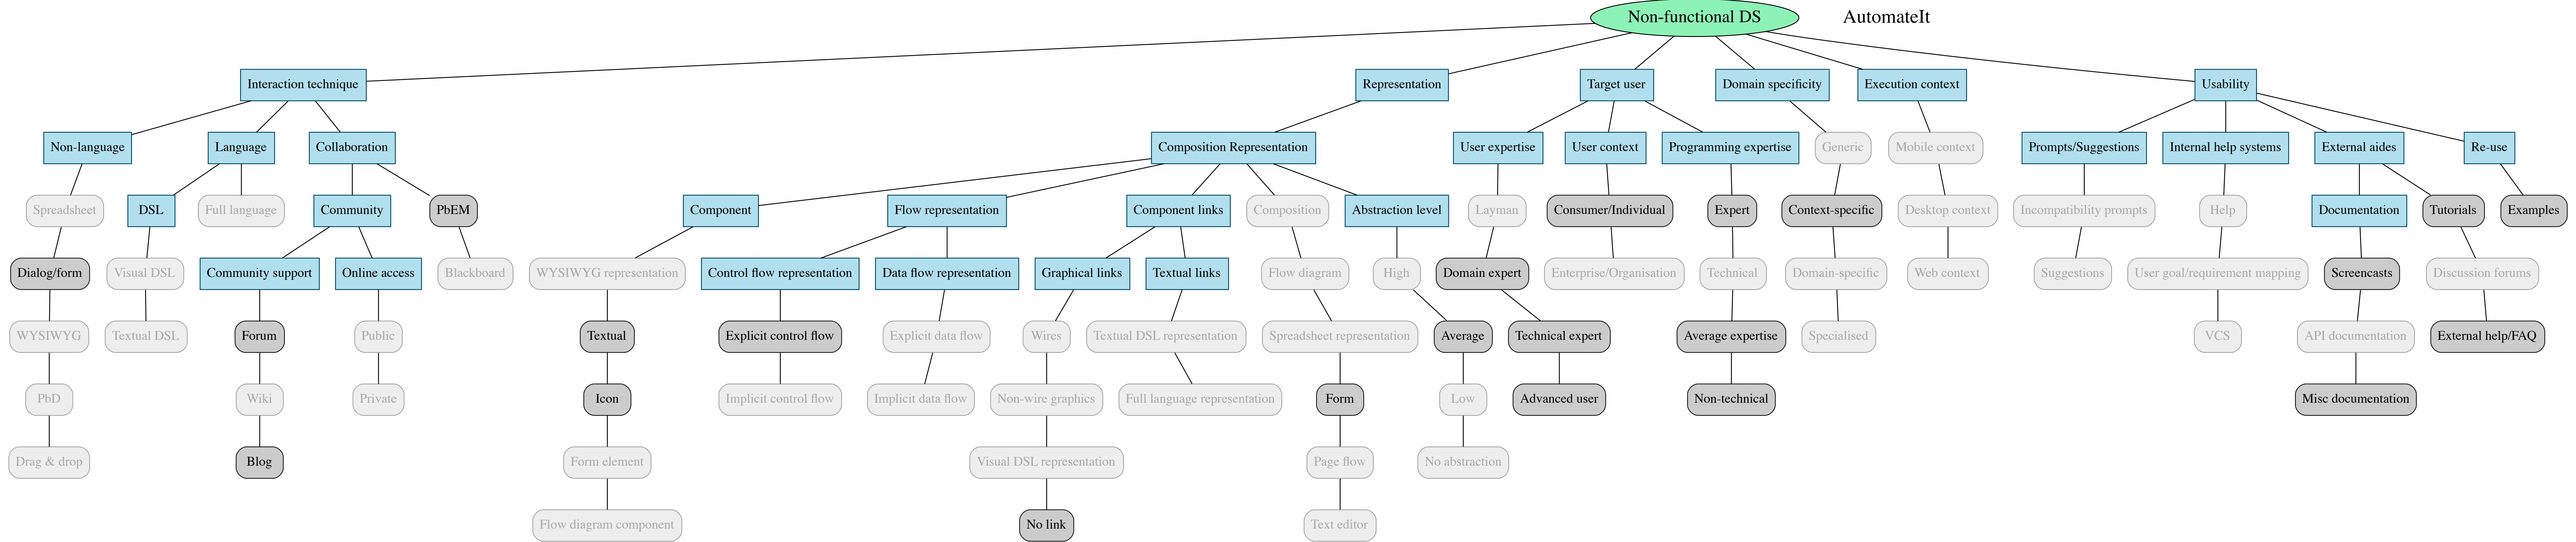 Non-functional DS
AutomateIt
Interaction technique
Representation
Target user
Domain specificity
Execution context
Usability
Non-language
Language
Collaboration
Composition Representation
User expertise
User context
Programming expertise
Generic
Mobile context
Prompts/Suggestions
Internal help systems
External aides
Re-use
Spreadsheet
DSL
Full language
Community
PbEM
Component
Flow representation
Component links
Composition
Abstraction level
Layman
Consumer/Individual
Expert
Context-specific
Desktop context
Incompatibility prompts
Help
Documentation
Tutorials
Examples
Dialog/form
Visual DSL
Community support
Online access
Blackboard
WYSIWYG representation
Control flow representation
Data flow representation
Graphical links
Textual links
Flow diagram
High
Domain expert
Enterprise/Organisation
Technical
Domain-specific
Web context
Suggestions
User goal/requirement mapping
Screencasts
Discussion forums
WYSIWYG
Textual DSL
Forum
Public
Textual
Explicit control flow
Explicit data flow
Wires
Textual DSL representation
Spreadsheet representation
Average
Technical expert
Average expertise
Specialised
VCS
API documentation
External help/FAQ
PbD
Wiki
Private
Icon
Implicit control flow
Implicit data flow
Non-wire graphics
Full language representation
Form
Low
Advanced user
Non-technical
Misc documentation
Drag & drop
Blog
Form element
Visual DSL representation
Page flow
No abstraction
Flow diagram component
No link
Text editor